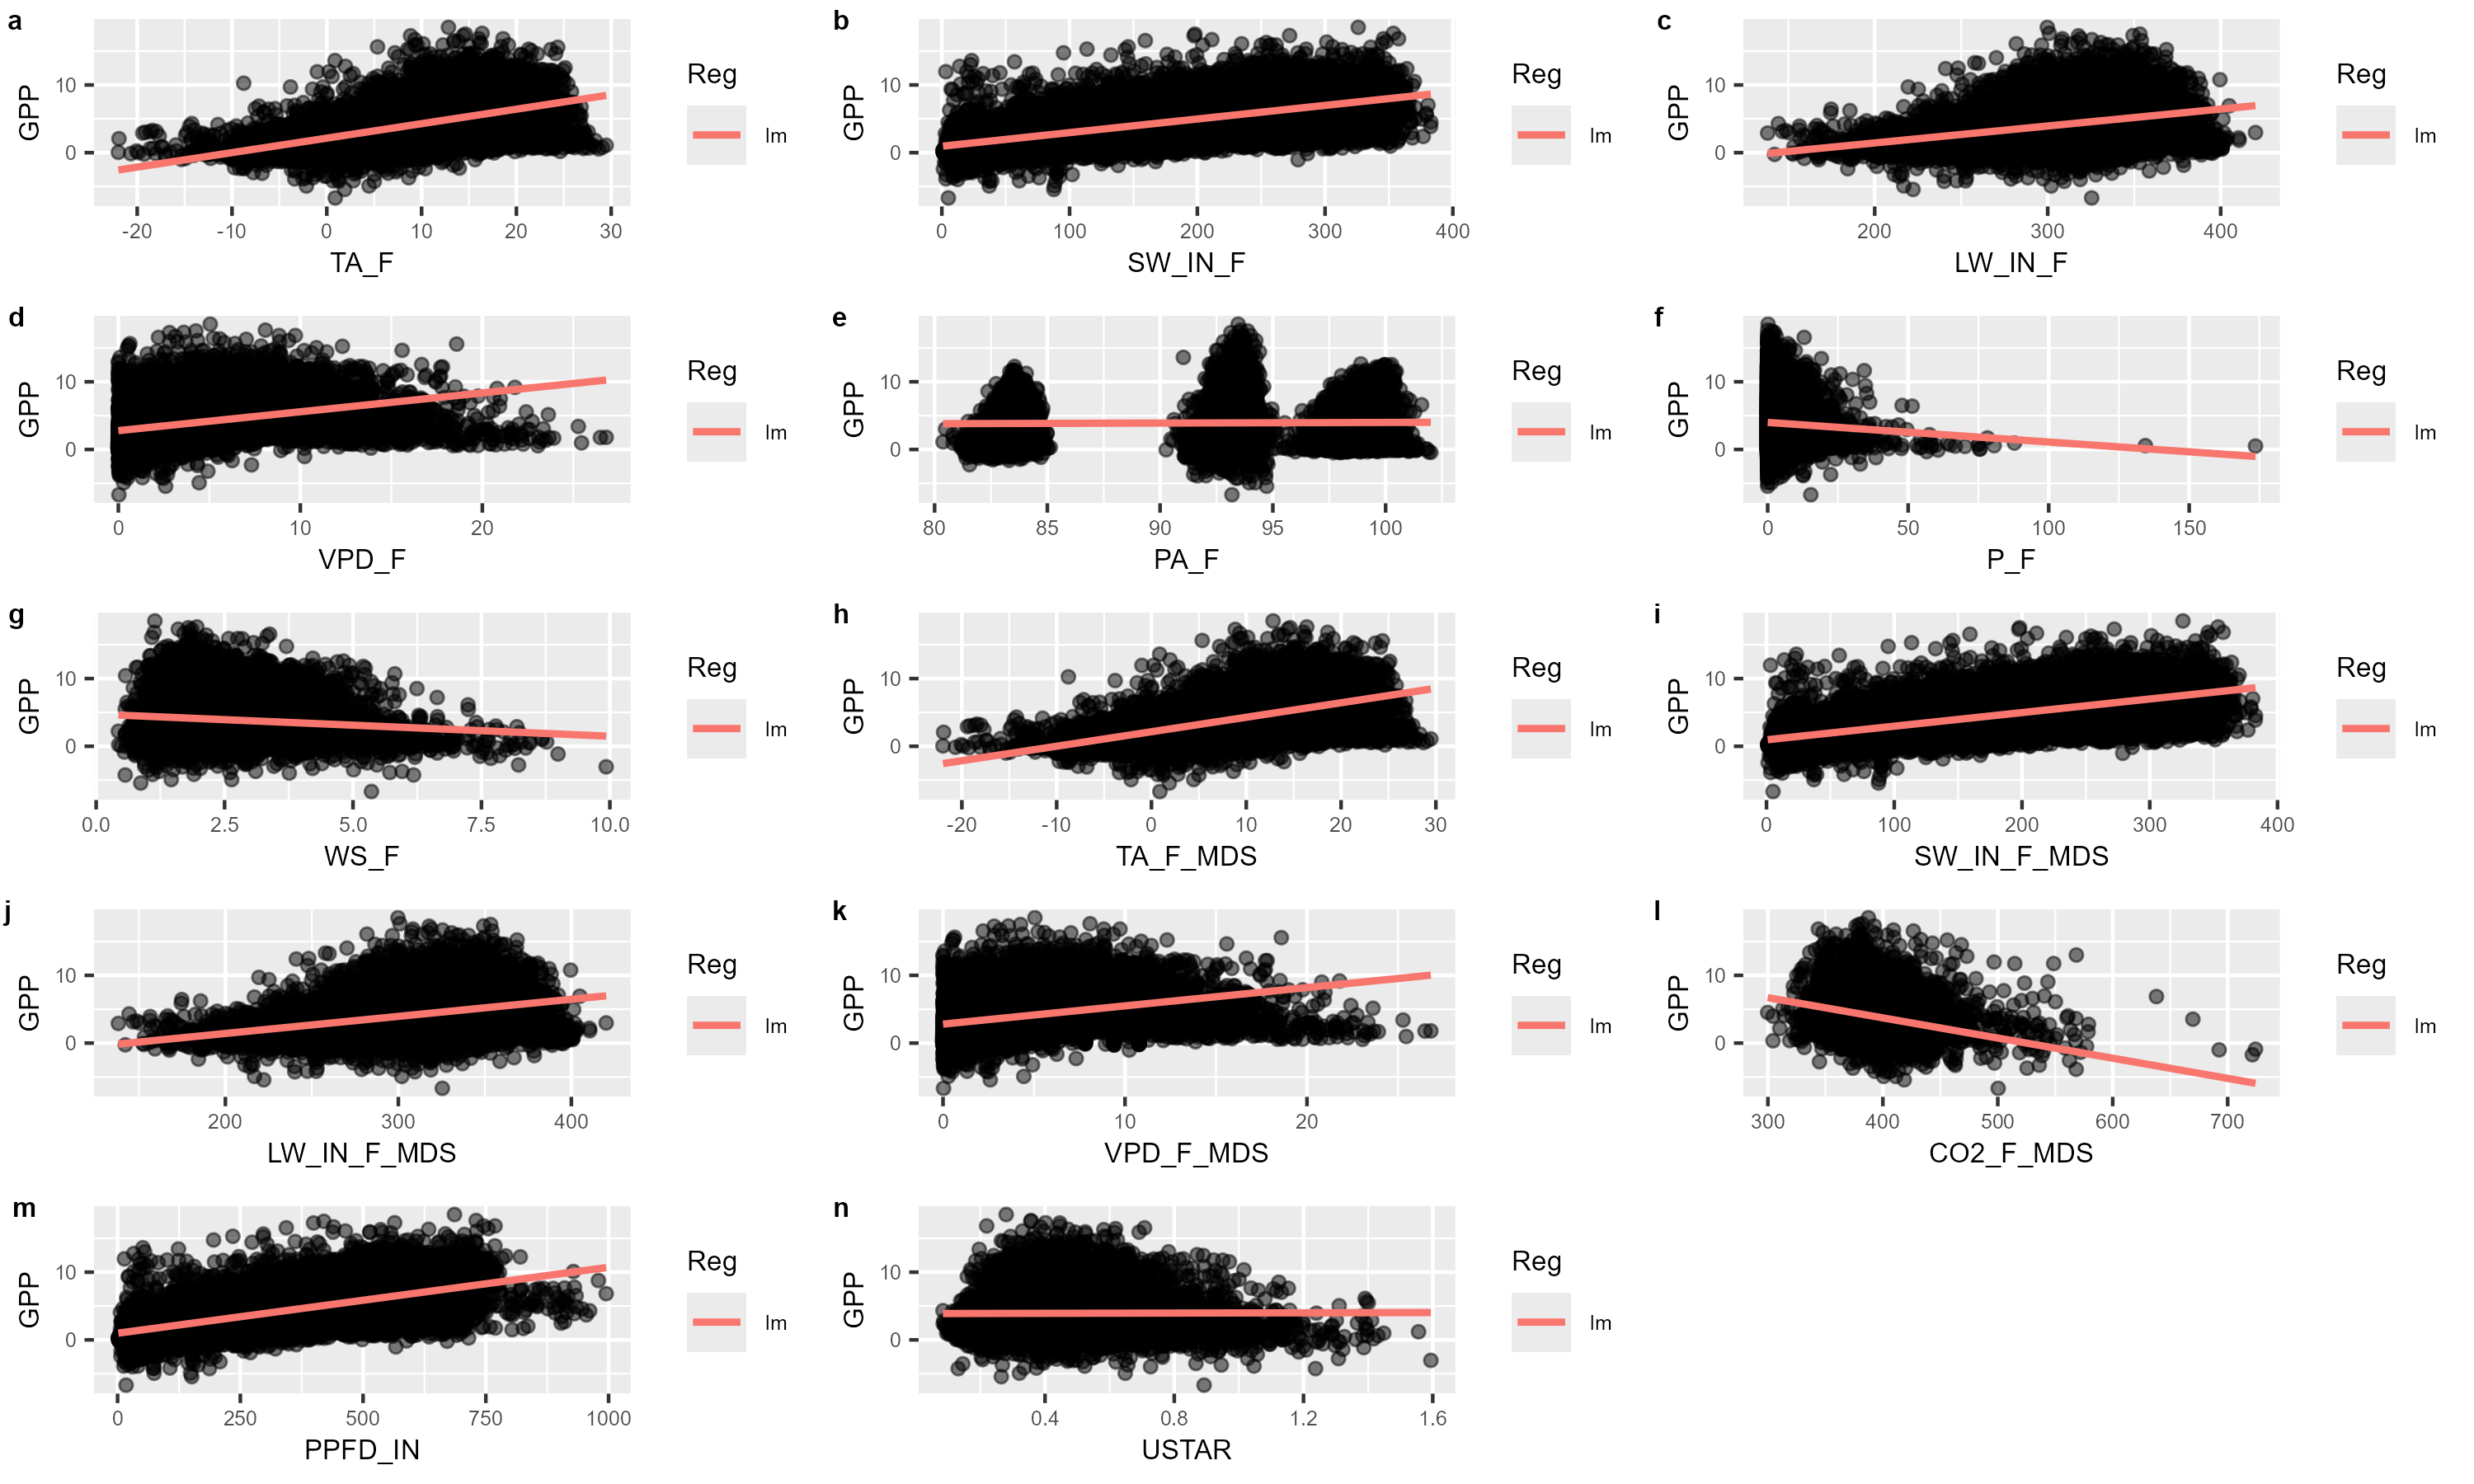 a
GPP
10
0
-20 -10 0 10 20 30
TA_F
Reg
lm
b
GPP
10
0
0 100 200 300 400
SW_IN_F
Reg
lm
c
GPP
10
0
200 300 400
LW_IN_F
Reg
lm
d
GPP
10
0
0 10 20
VPD_F
Reg
lm
e
GPP
10
0
80 85 90 95 100
PA_F
Reg
lm
f
GPP
10
0
0 50 100 150
P_F
Reg
lm
g
GPP
10
0
0.0 2.5 5.0 7.5 10.0
WS_F
Reg
lm
h
GPP
10
0
-20 -10 0 10 20 30
TA_F_MDS
Reg
lm
i
GPP
10
0
0 100 200 300 400
SW_IN_F_MDS
Reg
lm
j
GPP
10
0
200 300 400
LW_IN_F_MDS
Reg
lm
k
GPP
10
0
0 10 20
VPD_F_MDS
Reg
lm
l
GPP
10
0
300 400 500 600 700
CO2_F_MDS
Reg
lm
m
GPP
10
0
0 250 500 750 1000
PPFD_IN
Reg
lm
n
GPP
10
0
0.4 0.8 1.2 1.6
USTAR
Reg
lm